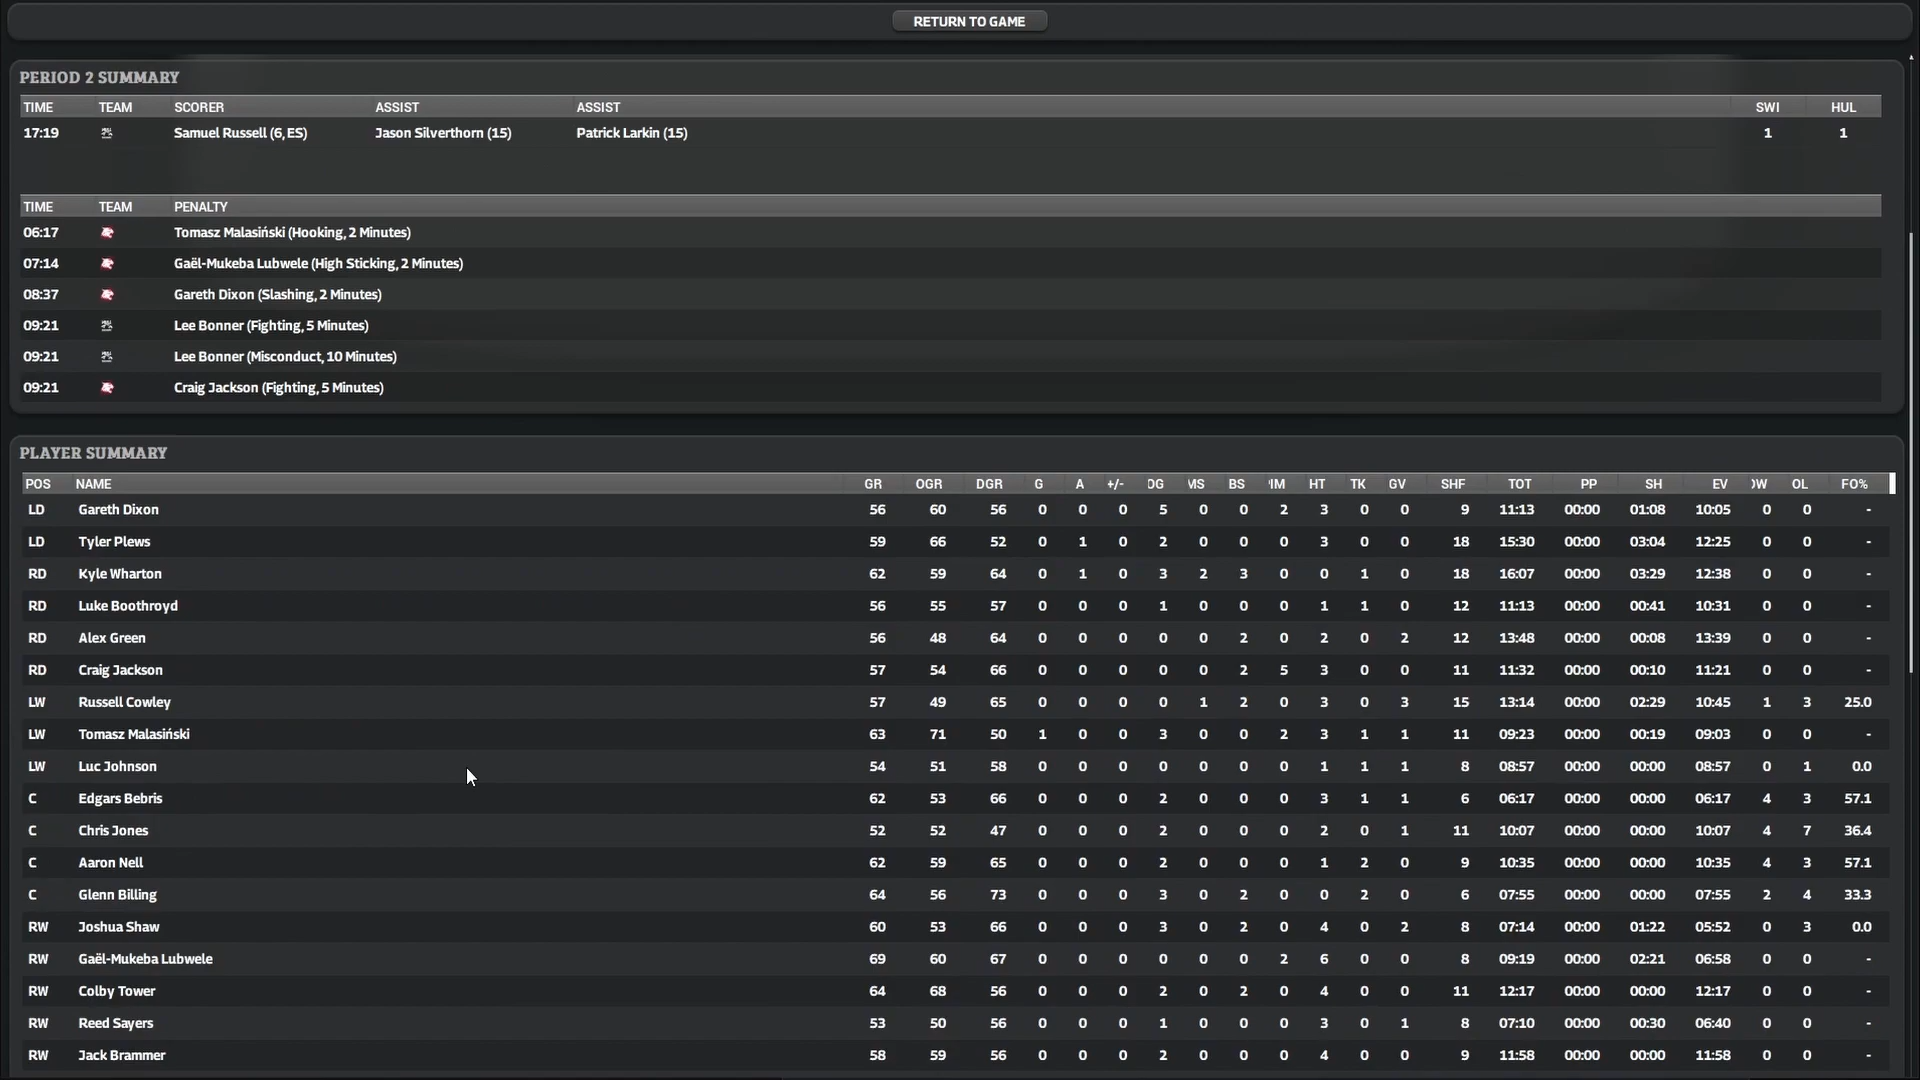 RETURN TO GAME
PERIOD 2 SUMMARY
TIME TEAM SCORER ASSIST ASSIST SWI HUL
17:19 Samuel Russell (6, ES) Jason Silverthorn (15) Patrick Larkin (15) 1 1
TIME TEAM PENALTY
06:17 Tomasz Malasiński (Hooking, 2 Minutes)
07:14 Gaël-Mukeba Lubwele (High Sticking, 2 Minutes)
08:37 Gareth Dixon (Slashing, 2 Minutes)
09:21 Lee Bonner (Fighting, 5 Minutes)
09:21 Lee Bonner (Misconduct, 10 Minutes)
09:21 Craig Jackson (Fighting, 5 Minutes)
PLAYER SUMMARY
POS NAME GR OGR DGR G A +/- OG MS BS IM HT TK GV SHF TOT PP SH EV OW OL FO%
LD Gareth Dixon 56 60 56 0 0 0 5 0 0 2 3 0 0 9 11:13 00:00 01:08 10:05 0 0 -
LD Tyler Plews 59 66 52 0 1 0 2 0 0 0 3 0 0 18 15:30 00:00 03:04 12:25 0 0 -
RD Kyle Wharton 62 59 64 0 1 0 3 2 3 0 0 1 0 18 16:07 00:00 03:29 12:38 0 0 -
RD Luke Boothroyd 56 55 57 0 0 0 1 0 0 0 1 1 0 12 11:13 00:00 00:41 10:31 0 0 -
RD Alex Green 56 48 64 0 0 0 0 0 2 0 2 0 2 12 13:48 00:00 00:08 13:39 0 0 -
RD Craig Jackson 57 54 66 0 0 0 0 0 2 5 3 0 0 11 11:32 00:00 00:10 11:21 0 0 -
LW Russell Cowley 57 49 65 0 0 0 0 1 2 0 3 0 3 15 13:14 00:00 02:29 10:45 1 3 25.0
LW Tomasz Malasiński 63 71 50 1 0 0 3 0 0 2 3 1 1 11 09:23 00:00 00:19 09:03 0 0 -
LW Luc Johnson 54 51 58 0 0 0 0 0 0 0 1 1 1 8 08:57 00:00 00:00 08:57 0 1 0.0
C Edgars Bebris 62 53 66 0 0 0 2 0 0 0 3 1 1 6 06:17 00:00 00:00 06:17 4 3 57.1
C Chris Jones 52 52 47 0 0 0 2 0 0 0 2 0 1 11 10:07 00:00 00:00 10:07 4 7 36.4
C Aaron Nell 62 59 65 0 0 0 2 0 0 0 1 2 0 9 10:35 00:00 00:00 10:35 4 3 57.1
C Glenn Billing 64 56 73 0 0 0 3 0 2 0 0 2 0 6 07:55 00:00 00:00 07:55 2 4 33.3
RW Joshua Shaw 60 53 66 0 0 0 3 0 2 0 4 0 2 8 07:14 00:00 01:22 05:52 0 3 0.0
RW Gaël-Mukeba Lubwele 69 60 67 0 0 0 0 0 0 2 6 0 0 8 09:19 00:00 02:21 06:58 0 0 -
RW Colby Tower 64 68 56 0 0 0 2 0 2 0 4 0 0 11 12:17 00:00 00:00 12:17 0 0 -
RW Reed Sayers 53 50 56 0 0 0 1 0 0 0 3 0 1 8 07:10 00:00 00:30 06:40 0 0 -
RW Jack Brammer 58 59 56 0 0 0 2 0 0 0 4 0 0 9 11:58 00:00 00:00 11:58 0 0 -